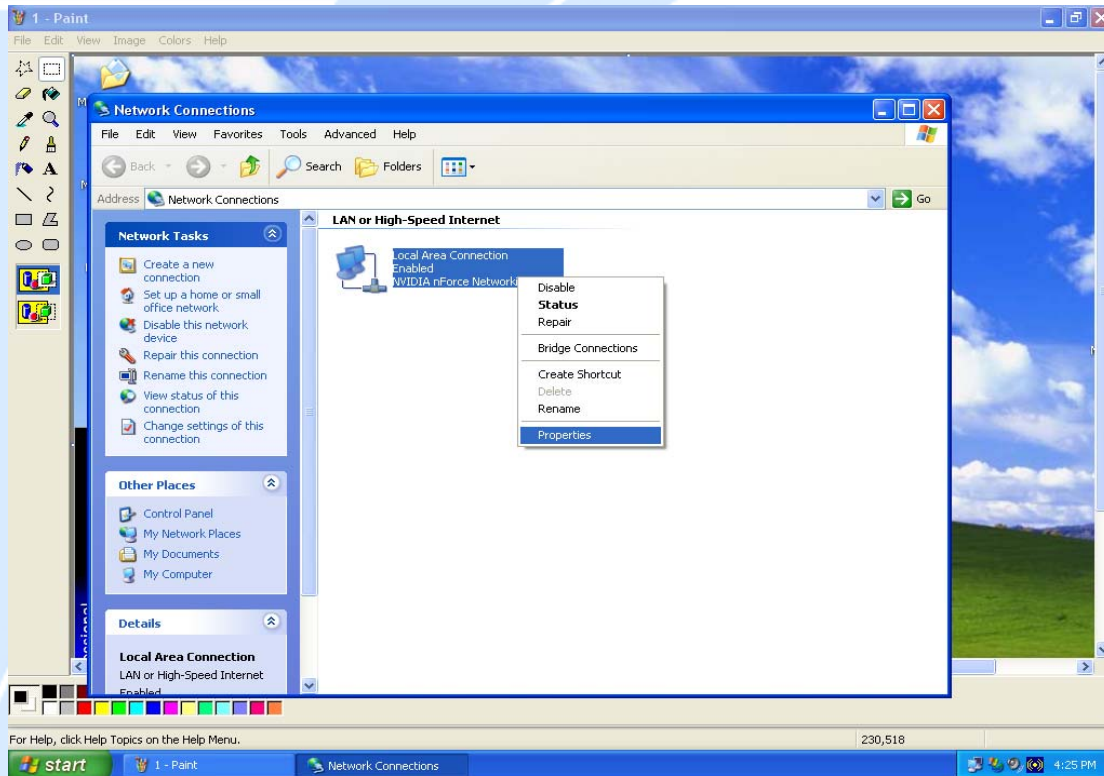 1 - Paint
File Edit View Image Colors Help
Network Connections
File Edit View Favorites Tools Advanced Help
Back Search Folders
Address Network Connections Go
Network Tasks
Create a new
connection
Set up a home or small
office network
Disable this network
device
Repair this connection
Rename this connection
View status of this
connection
Change settings of this
connection
Other Places
Control Panel
My Network Places
My Documents
My Computer
Details
Local Area Connection
LAN or High-Speed Internet
Enabled
LAN or High-Speed Internet
Local Area Connection
Enabled
NVIDIA nForce
Disable
Status
Repair
Bridge Connections
Create Shortcut
Delete
Rename
Properties
For Help, click Help Topics on the Help Menu.
230,518
start
1 - Paint
Network Connections
4:25 PM